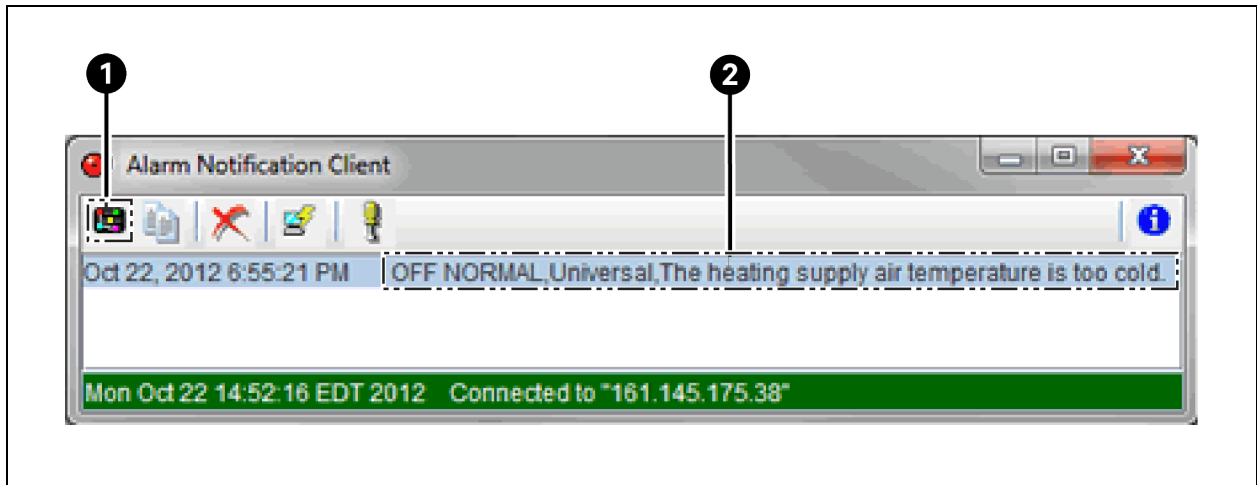 1 2
Alarm Notification Client
Oct 22, 2012 6:55:21 PM OFF NORMAL,Universal,The heating supply air temperature is too cold.
Mon Oct 22 14:52:16 EDT 2012 Connected to "161.145.175.38"